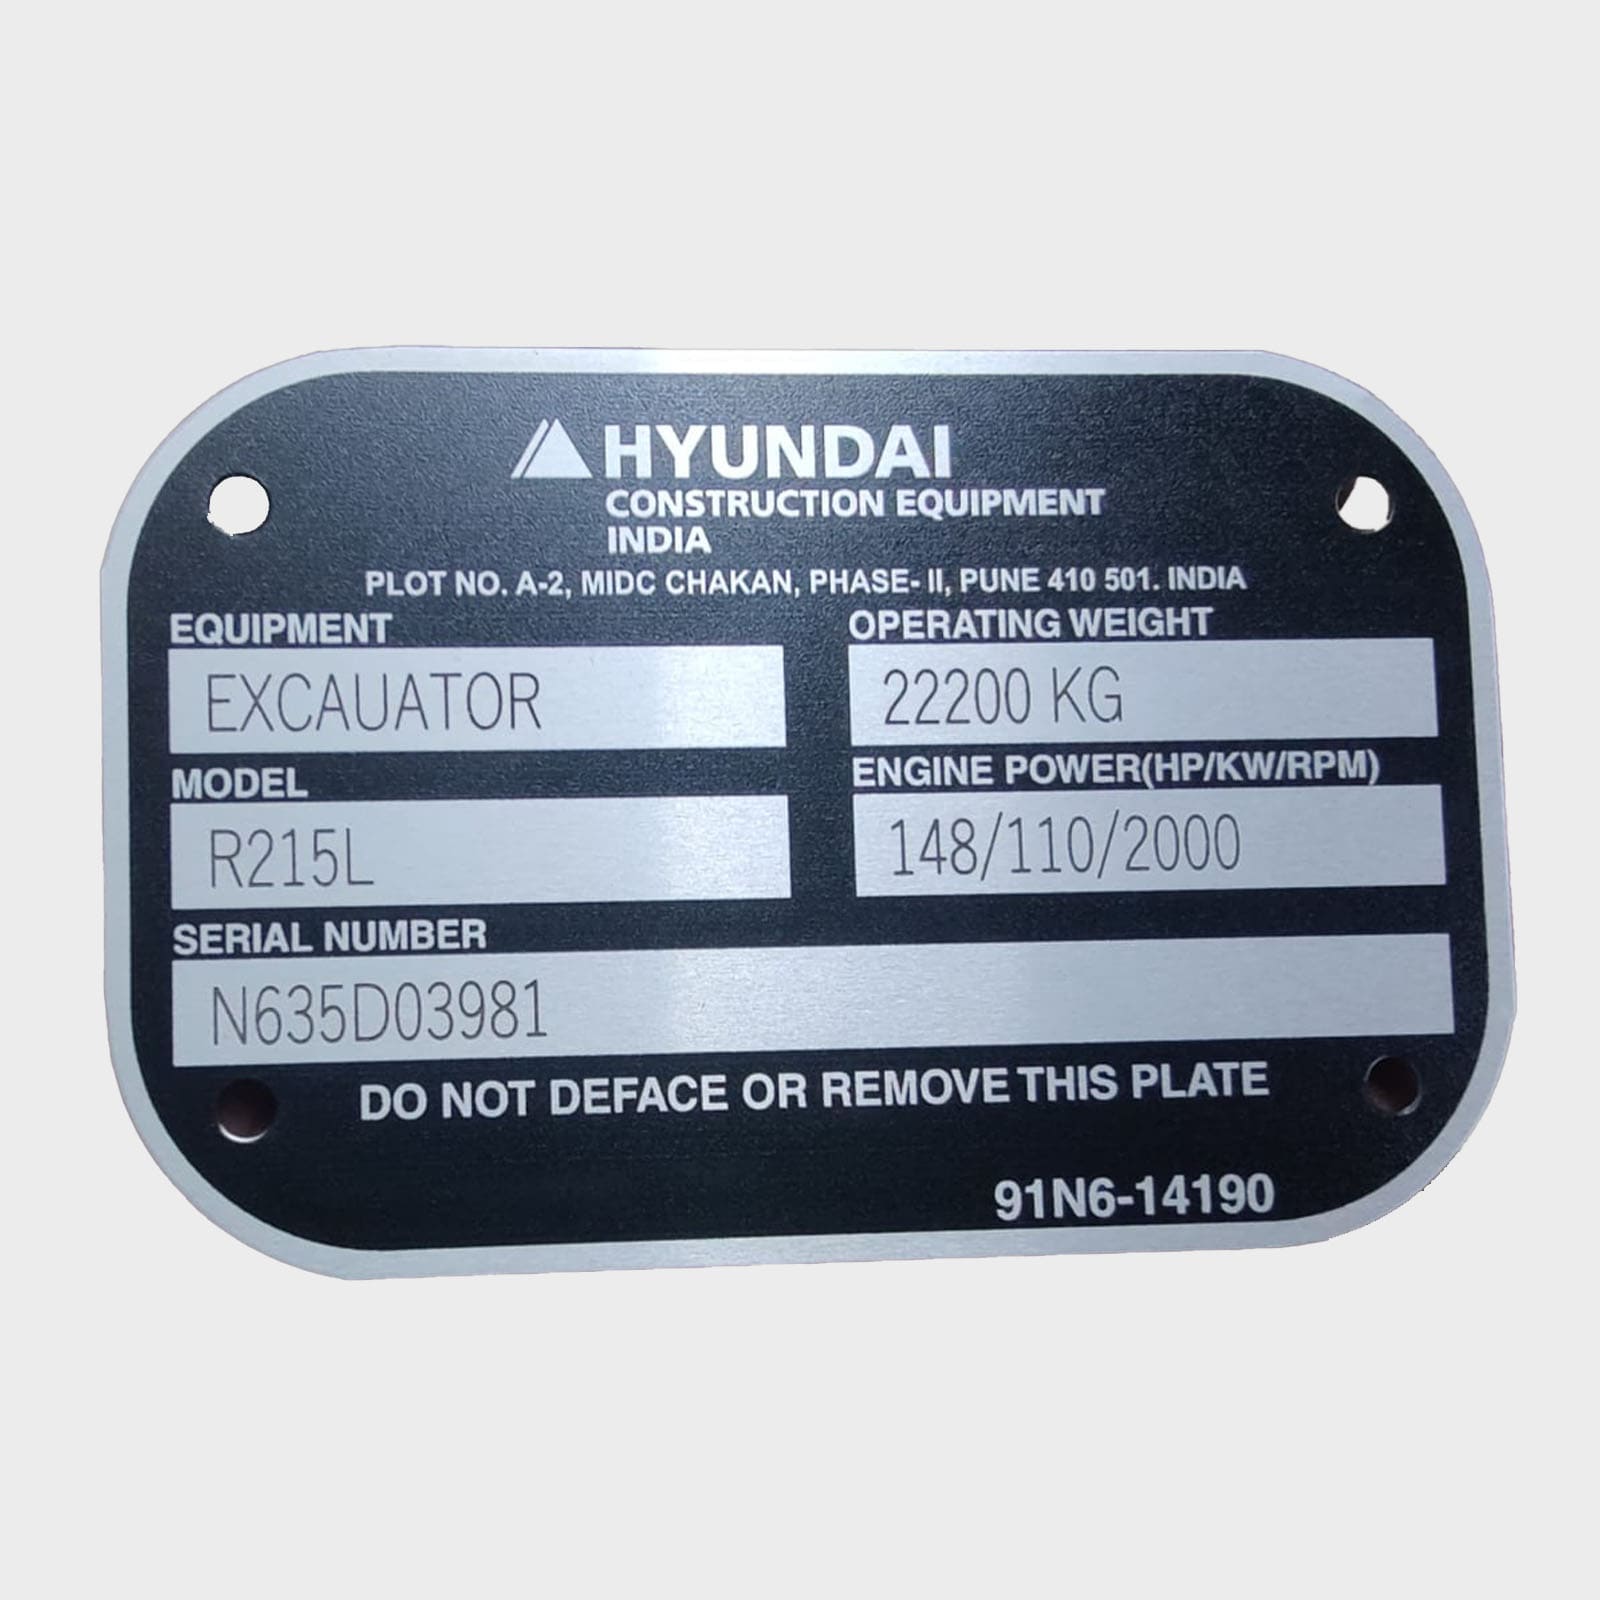 HYUNDAI
CONSTRUCTION EQUIPMENT
INDIA
PLOT NO. A-2, MIDC CHAKAN, PHASE- II, PUNE 410 501. INDIA
EQUIPMENT
EXCAUATOR
OPERATING WEIGHT
22200 KG
MODEL
R215L
ENGINE POWER(HP/KW/RPM)
148/110/2000
SERIAL NUMBER
N635D03981
DO NOT DEFACE OR REMOVE THIS PLATE
91N6-14190